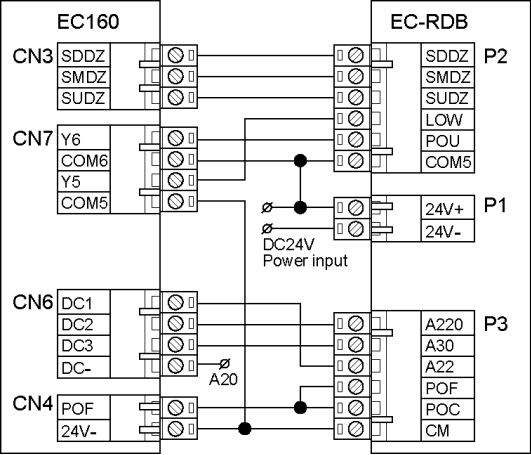 EC160
EC-RDB
CN3
SDDZ
SMDZ
SUDZ
CN7
Y6
COM6
Y5
COM5
CN6
DC1
DC2
DC3
DC-
CN4
POF
24V-
A20
DC24V
Power input
P2
SDDZ
SMDZ
SUDZ
LOW
POU
COM5
P1
24V+
24V-
P3
A220
A30
A22
POF
POC
CM